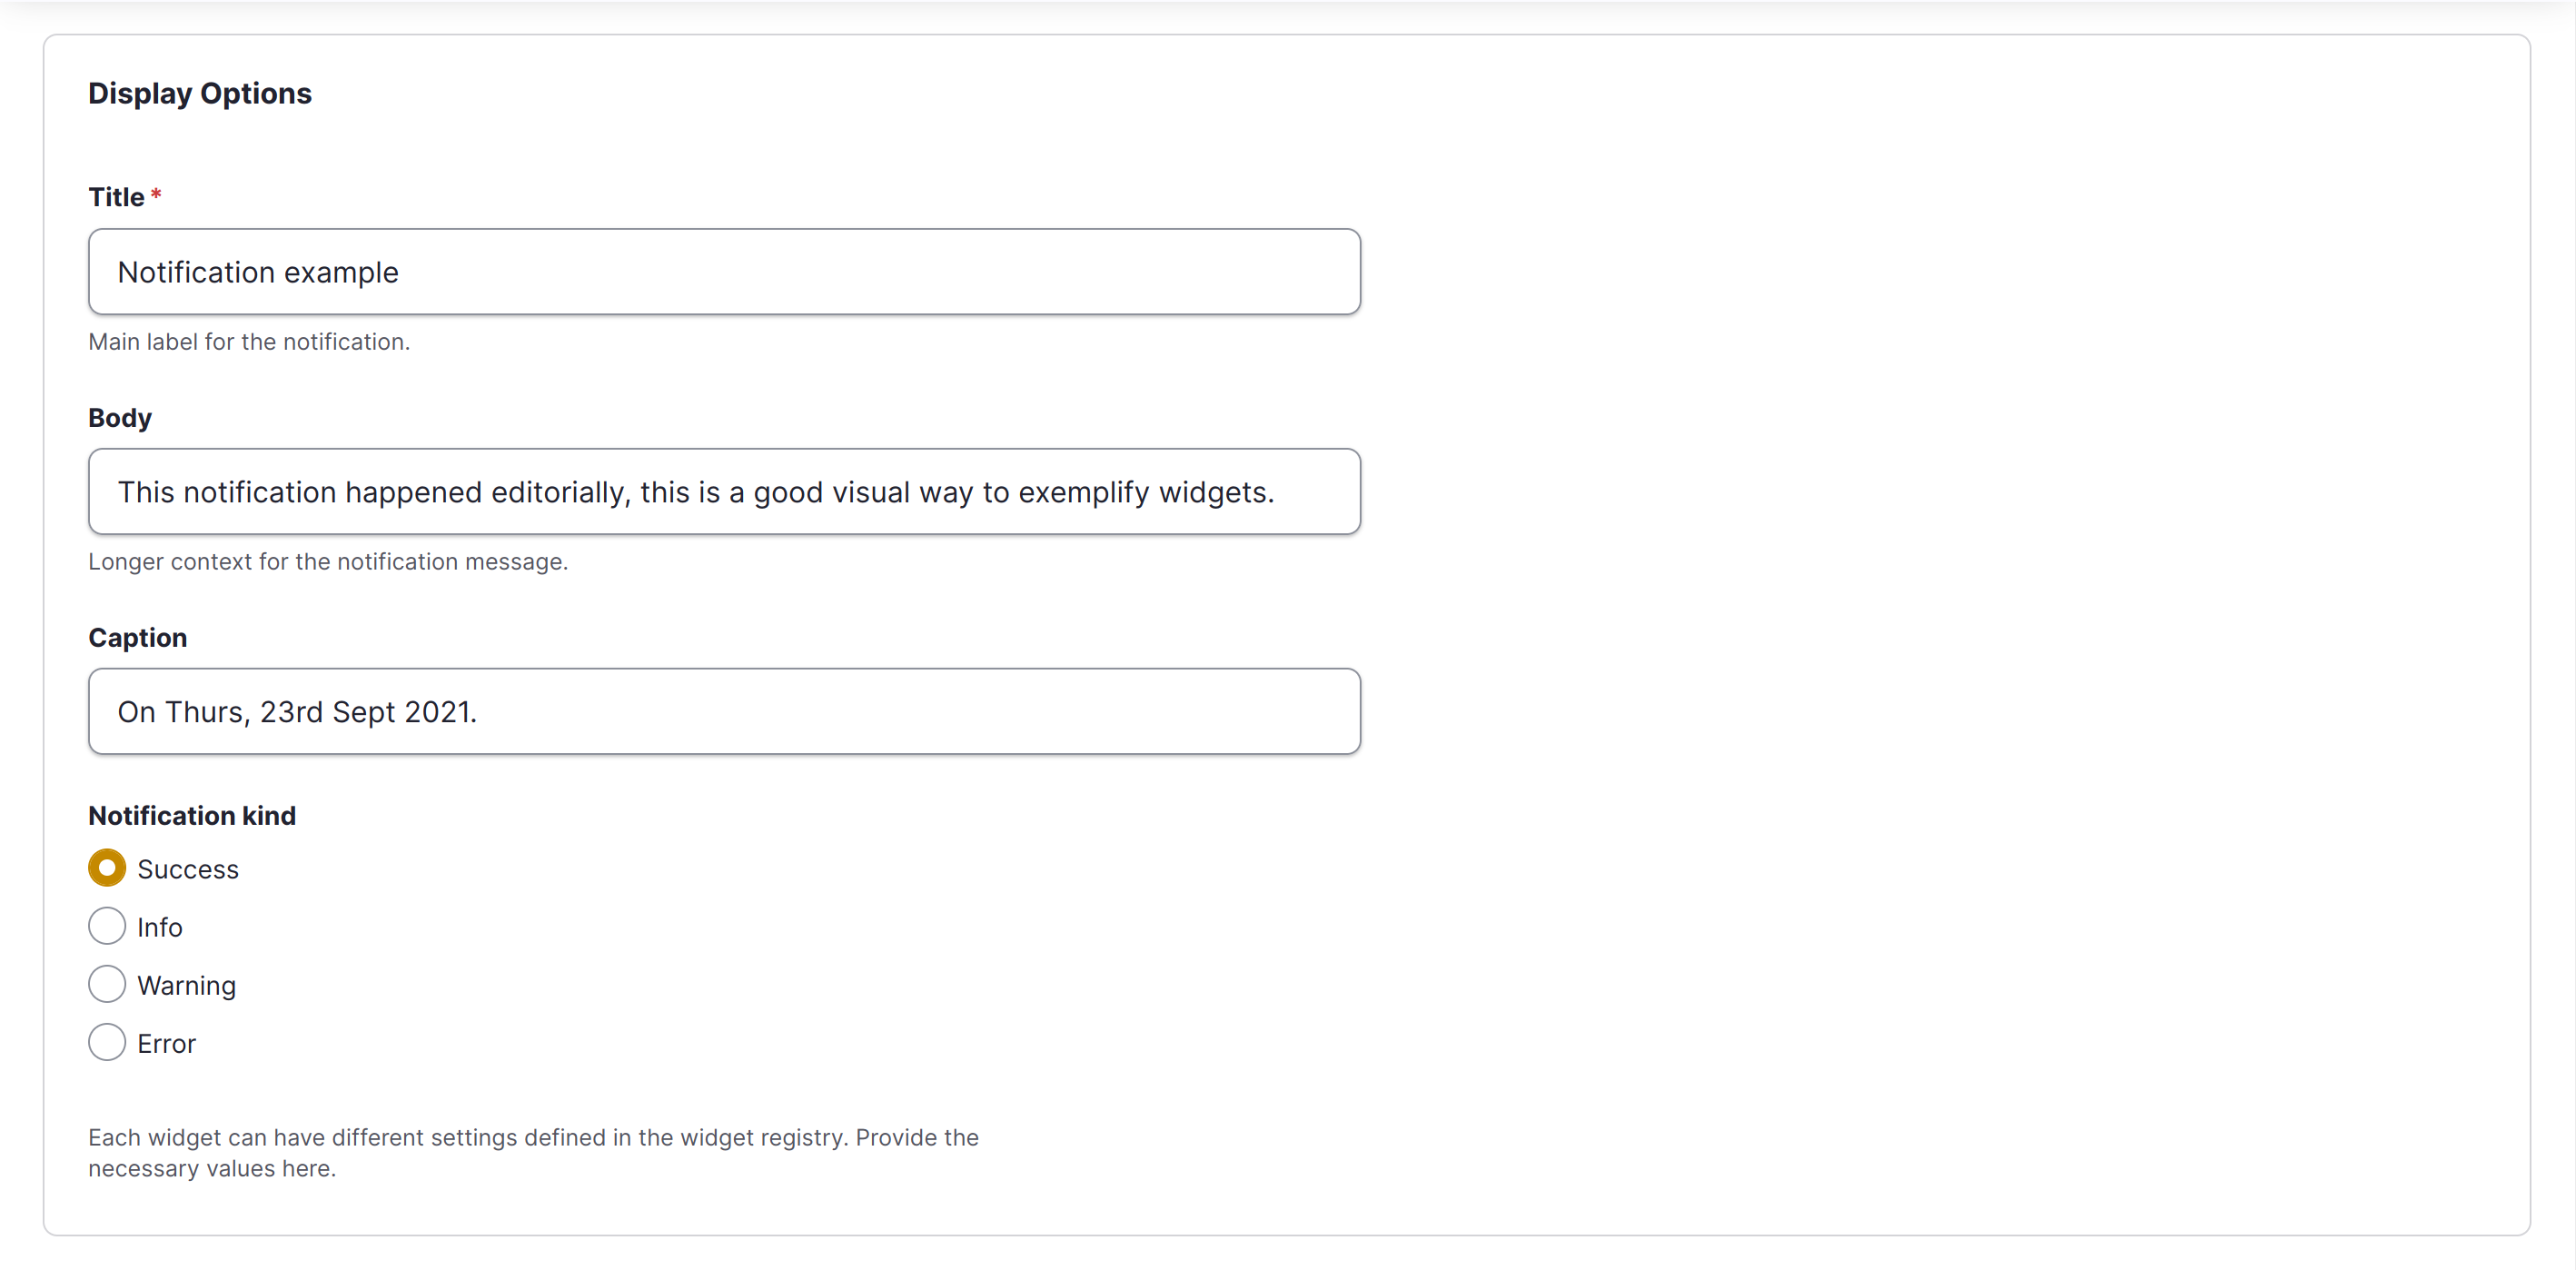 Display Options
Title *
Notification example
Main label for the notification.
Body
This notification happened editorially, this is a good visual way to exemplify widgets.
Longer context for the notification message.
Caption
On Thurs, 23rd Sept 2021.
Notification kind
Success
Info
Warning
Error
Each widget can have different settings defined in the widget registry. Provide the
necessary values here.